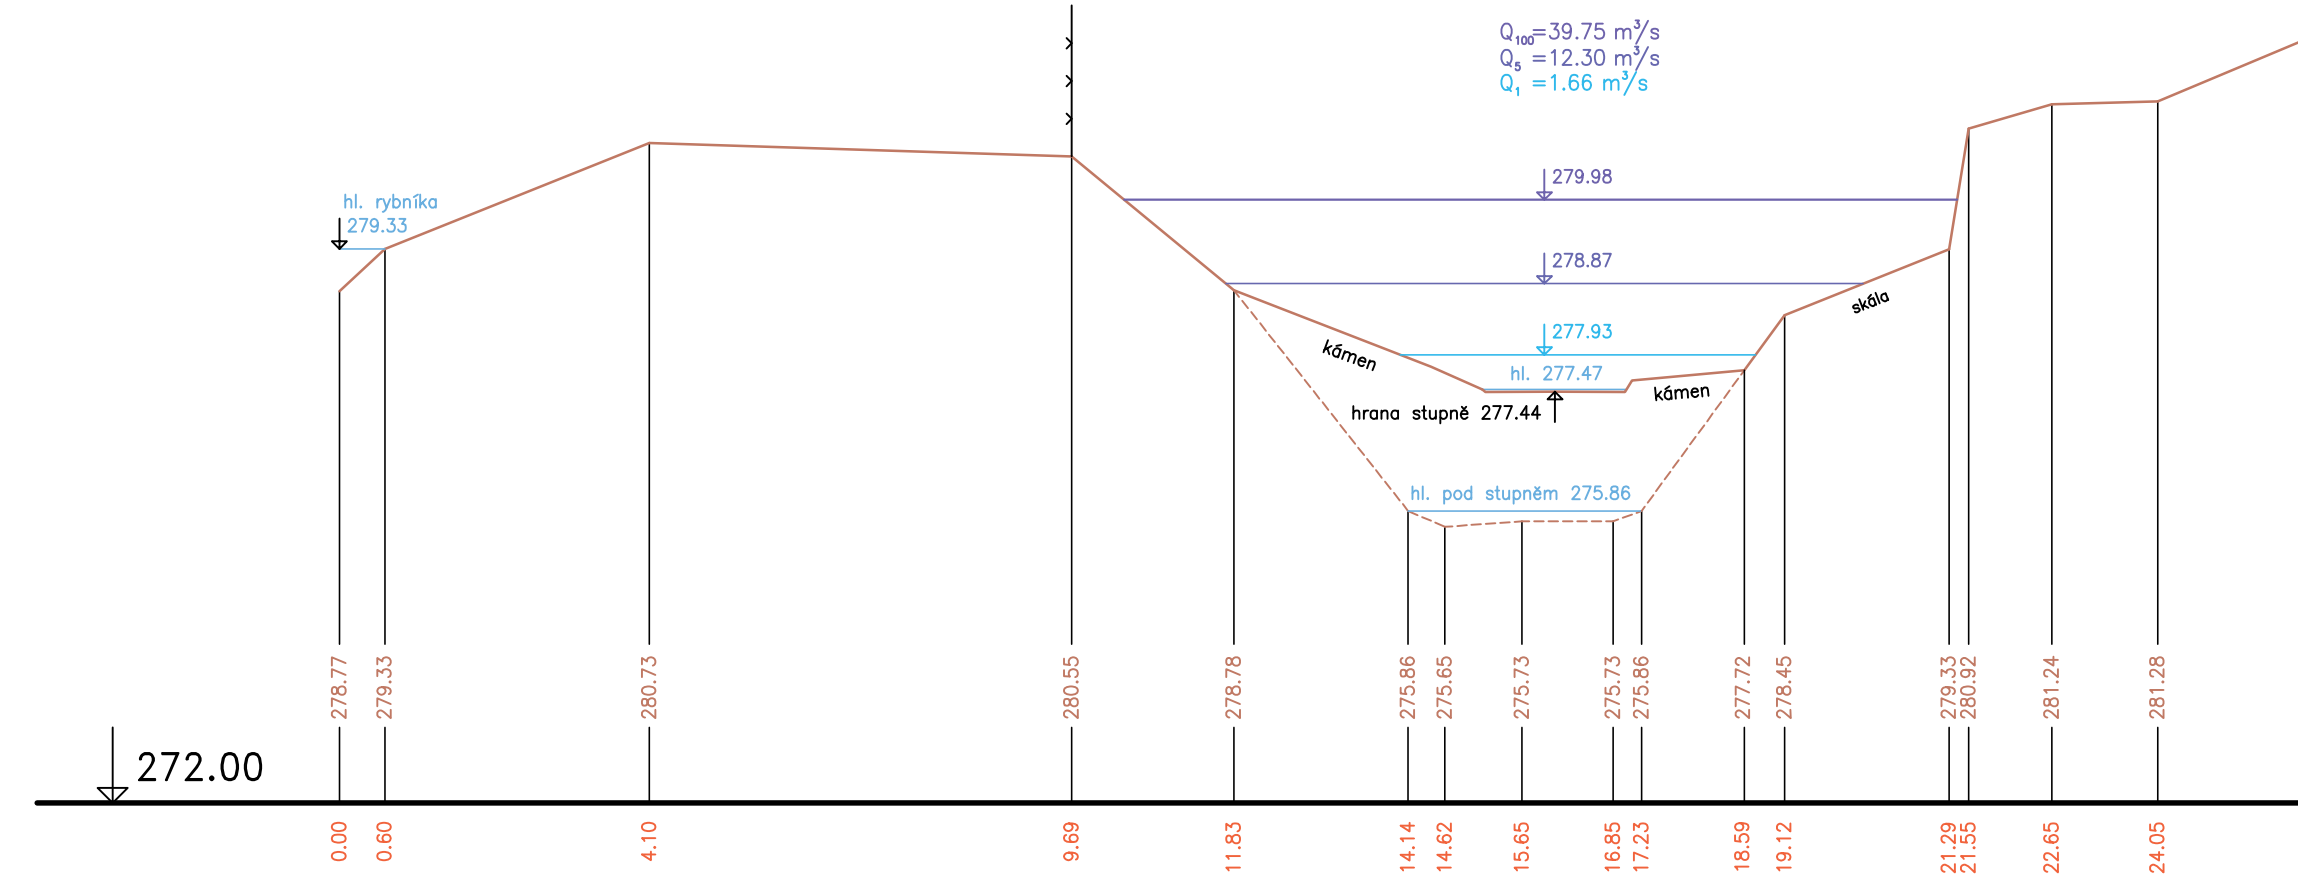 Q100=39.75 m³/s
Q5 =12.30 m³/s
Q1 =1.66 m³/s
279.98
hl. rybníka
279.33
278.87
skála
277.93
kámen
hl. 277.47
kámen
hrana stupně 277.44
hl. pod stupněm 275.86
278.77 279.33 280.73 280.55 278.78 275.86 275.65 275.73 275.73 275.86 277.72 278.45 279.33 280.92 281.24 281.28
272.00
0.00 0.60 4.10 9.69 11.83 14.14 14.62 15.65 16.85 17.23 18.59 19.12 21.29 21.55 22.65 24.05